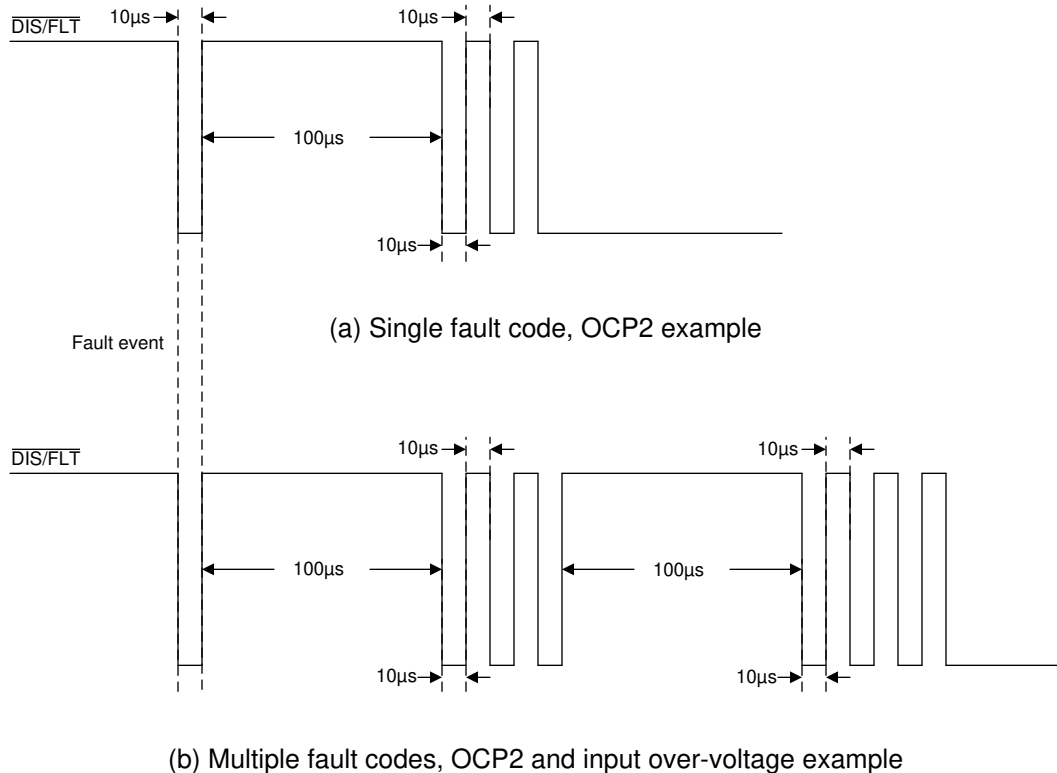 10µs
DIS/FLT
10µs
100µs
10µs
(a) Single fault code, OCP2 example
Fault event
DIS/FLT
10µs
10µs
100µs
100µs
10µs
10µs
(b) Multiple fault codes, OCP2 and input over-voltage example